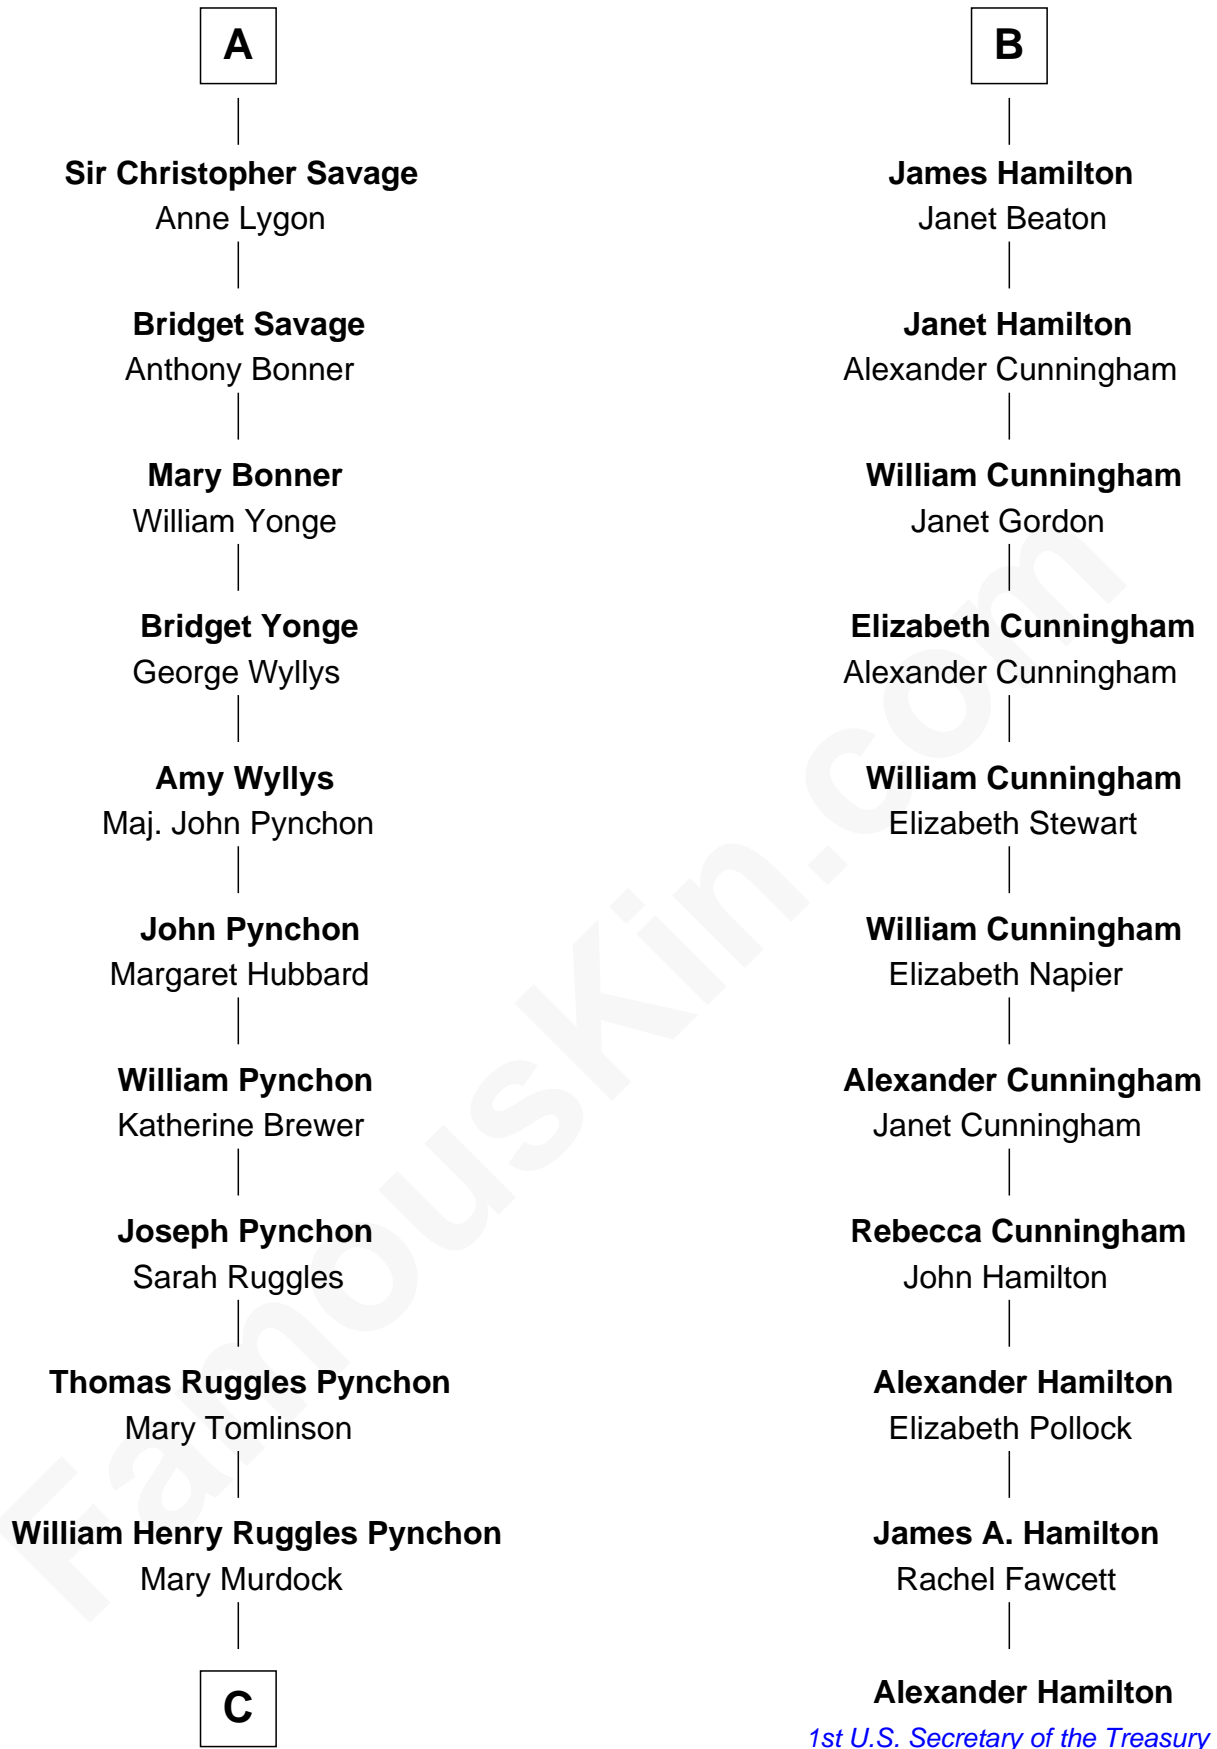 A
Sir Christopher Savage
Anne Lygon
Bridget Savage
Anthony Bonner
Mary Bonner
William Yonge
Bridget Yonge
George Wyllys
Amy Wyllys
Maj. John Pynchon
John Pynchon
Margaret Hubbard
William Pynchon
Katherine Brewer
Joseph Pynchon
Sarah Ruggles
Thomas Ruggles Pynchon
Mary Tomlinson
William Henry Ruggles Pynchon
Mary Murdock
C
B
James Hamilton
Janet Beaton
Janet Hamilton
Alexander Cunningham
William Cunningham
Janet Gordon
Elizabeth Cunningham
Alexander Cunningham
William Cunningham
Elizabeth Stewart
William Cunningham
Elizabeth Napier
Alexander Cunningham
Janet Cunningham
Rebecca Cunningham
John Hamilton
Alexander Hamilton
Elizabeth Pollock
James A. Hamilton
Rachel Fawcett
Alexander Hamilton
1st U.S. Secretary of the Treasury
FamousKin.com